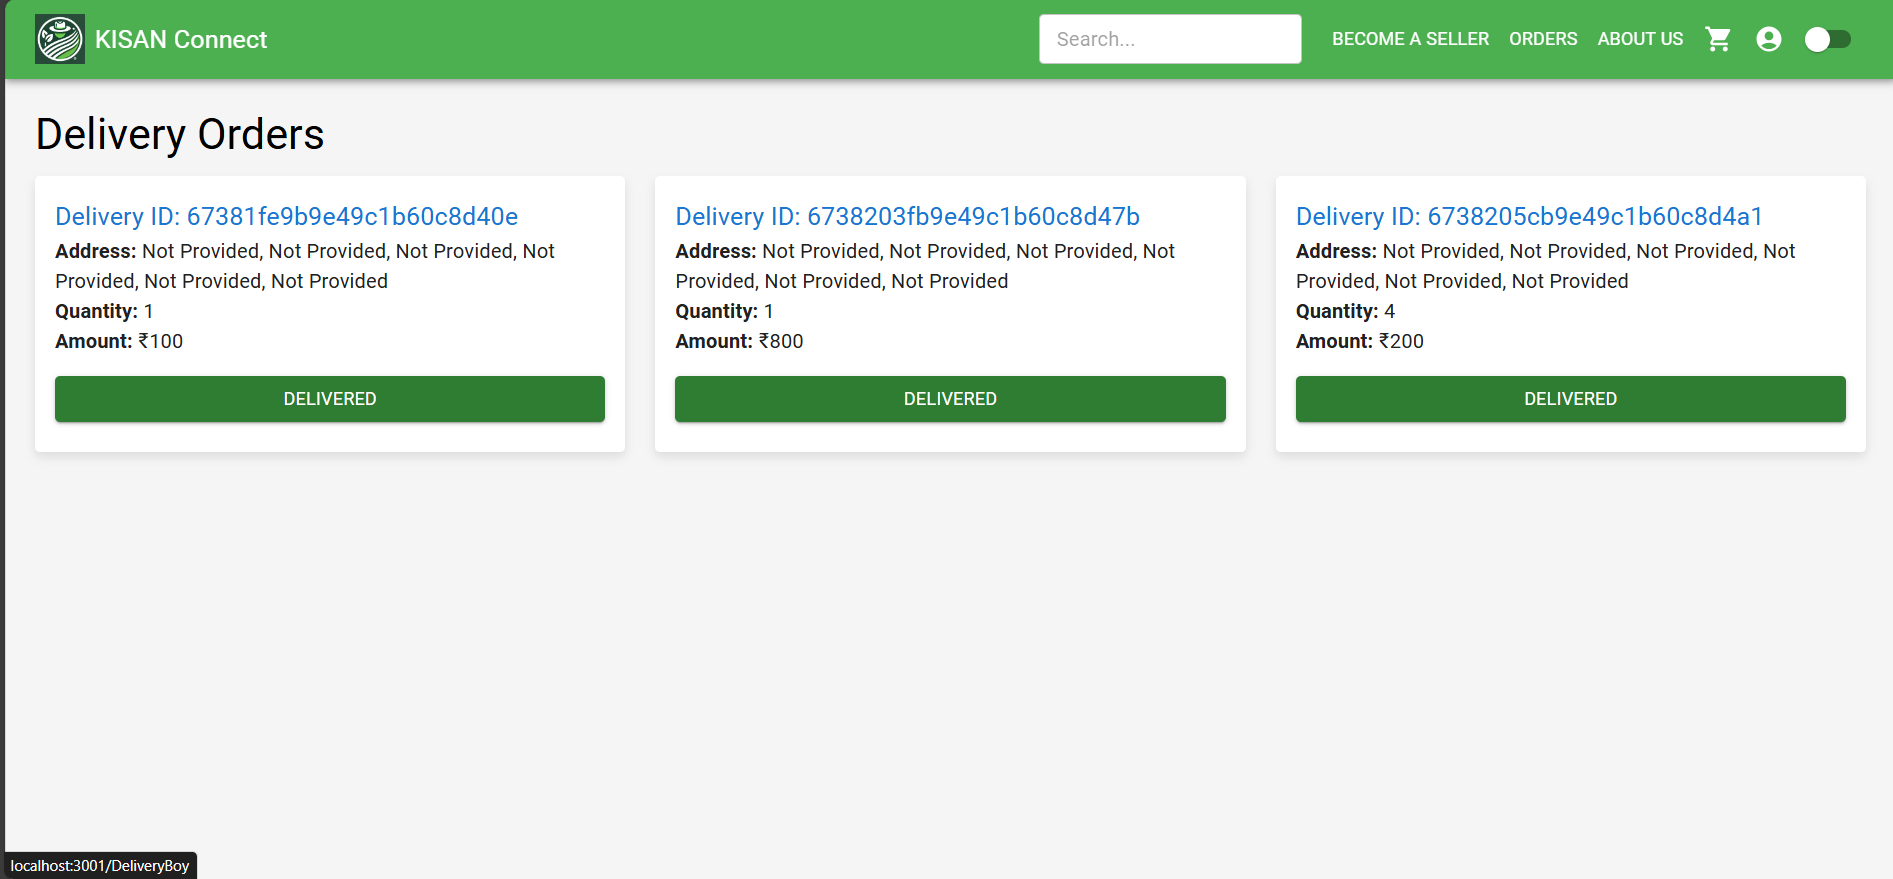 KISAN Connect
Search...
BECOME A SELLER
ORDERS
ABOUT US
Delivery Orders
Delivery ID: 67381fe9b9e49c1b60c8d40e
Address: Not Provided, Not Provided, Not Provided, Not
Provided, Not Provided, Not Provided
Quantity: 1
Amount: ₹100
DELIVERED
Delivery ID: 6738203fb9e49c1b60c8d47b
Address: Not Provided, Not Provided, Not Provided, Not
Provided, Not Provided, Not Provided
Quantity: 1
Amount: ₹800
DELIVERED
Delivery ID: 6738205cb9e49c1b60c8d4a1
Address: Not Provided, Not Provided, Not Provided, Not
Provided, Not Provided, Not Provided
Quantity: 4
Amount: ₹200
DELIVERED
localhost:3001/DeliveryBoy